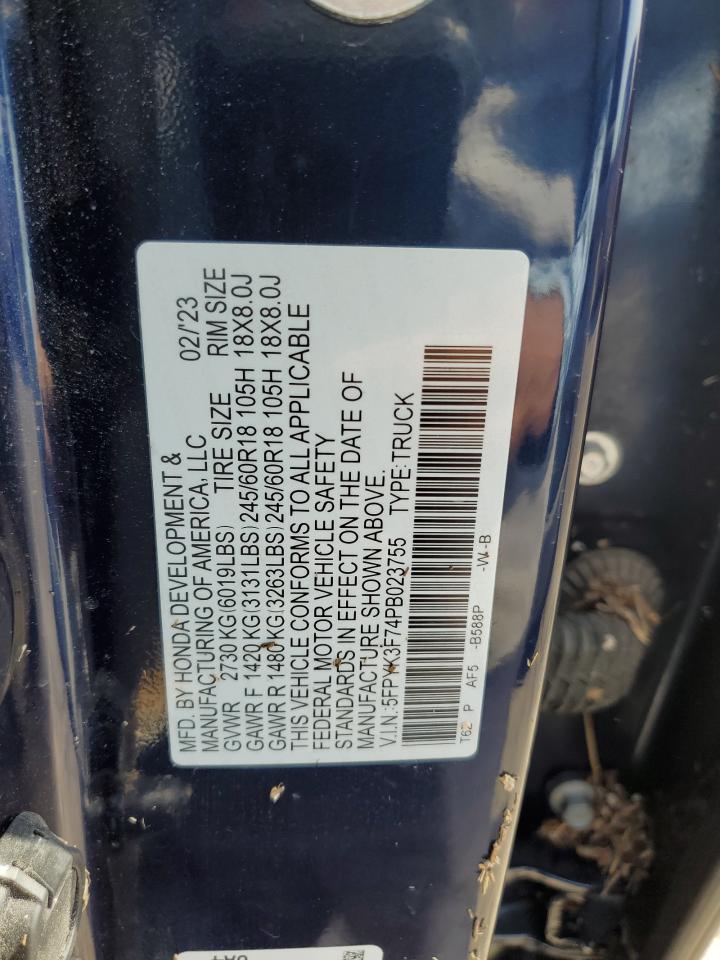 MFD. BY HONDA DEVELOPMENT &
MANUFACTURING OF AMERICA, LLC 02/'23
GVWR 2730 KG(6019LBS) TIRE SIZE RIM SIZE
GAWR F 1420 KG(3131LBS)245/60R18 105H 18X8.0J
GAWR R 1480 KG(3263LBS)245/60R18 105H 18X8.0J
THIS VEHICLE CONFORMS TO ALL APPLICABLE
FEDERAL MOTOR VEHICLE SAFETY
STANDARDS IN EFFECT ON THE DATE OF
MANUFACTURE SHOWN ABOVE.
V.I.N.:5FPYK3F74PB023755 TYPE:TRUCK
T62 P AF5 -B588P -W -B